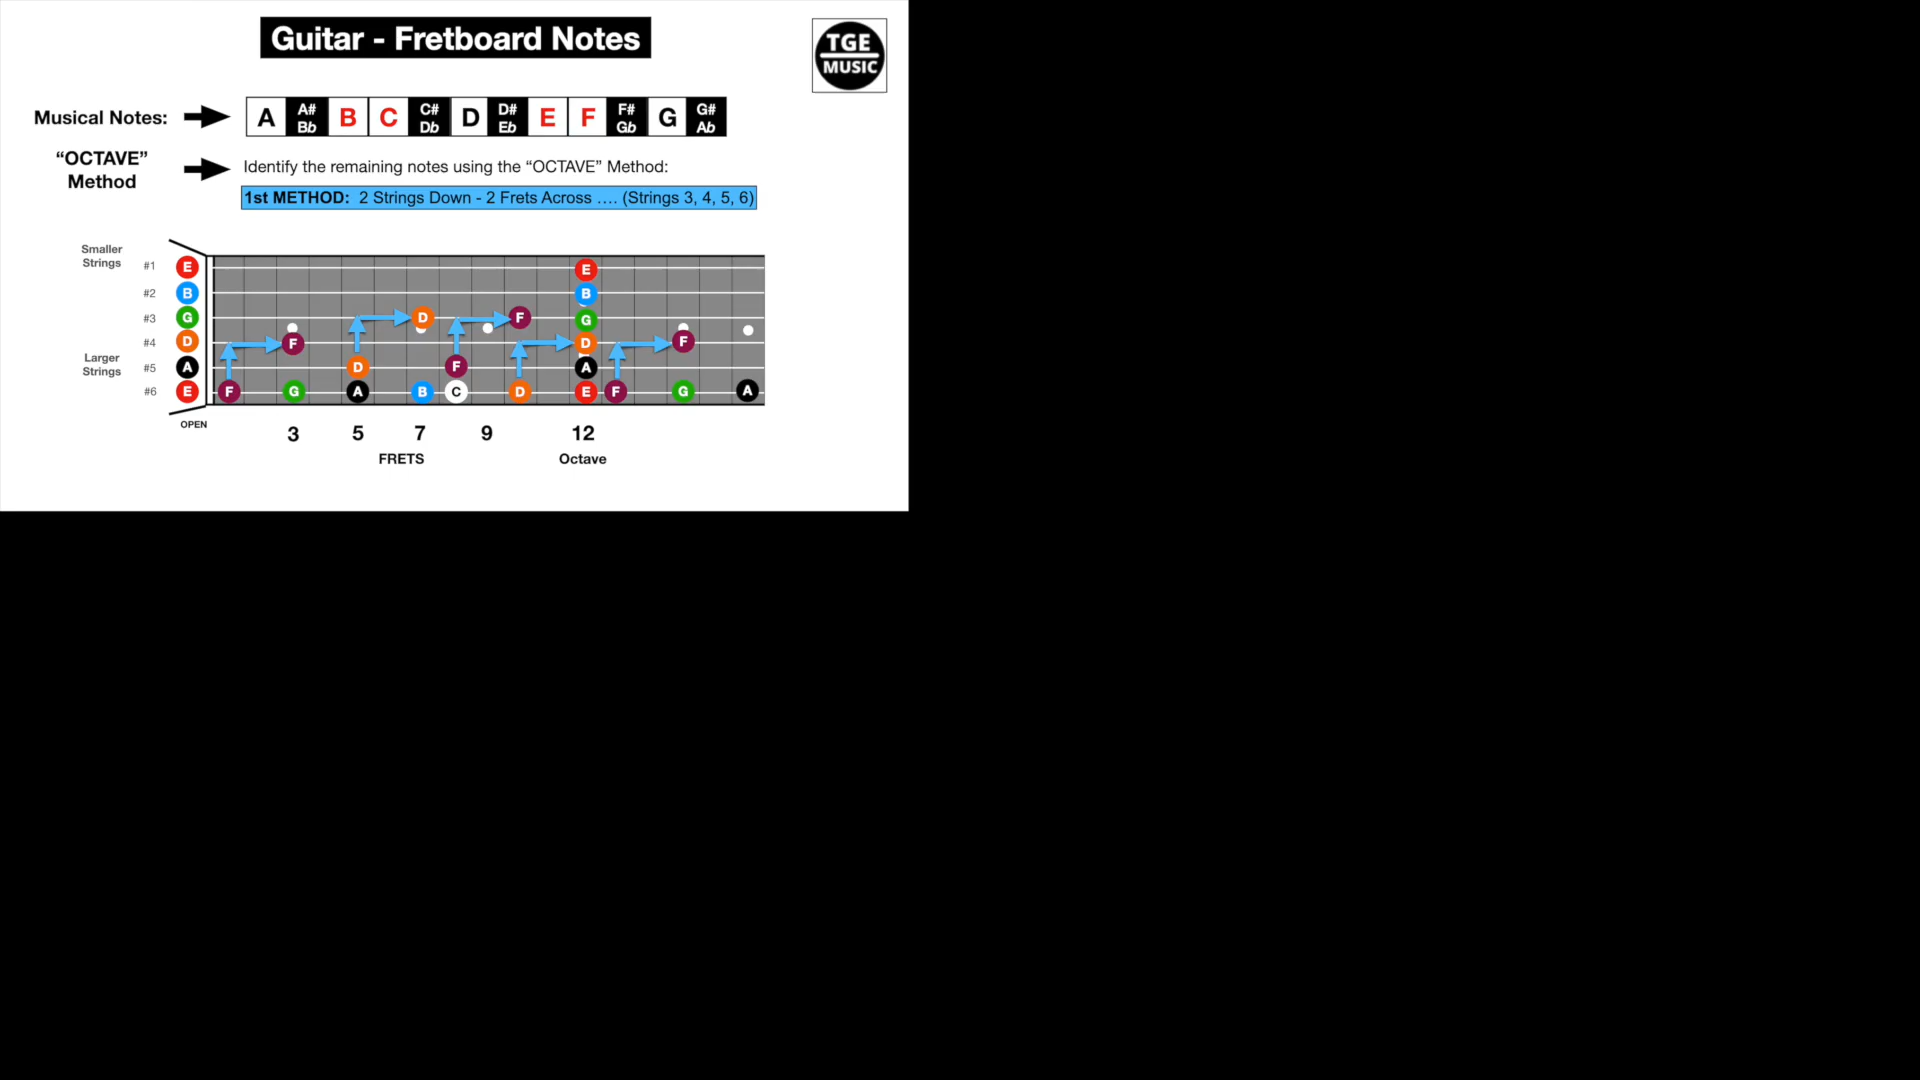 Guitar - Fretboard Notes
TGE
MUSIC
Musical Notes:
A A# Bb B C C# Db D D# Eb E F F# Gb G G# Ab
“OCTAVE”
Method
Identify the remaining notes using the “OCTAVE” Method:
1st METHOD: 2 Strings Down - 2 Frets Across .... (Strings 3, 4, 5, 6)
Smaller
Strings
#1 E E
#2 B B
#3 G D F G
#4 D F D F
Larger
Strings
#5 A D F A
#6 E F G A B C D E F G A
OPEN
3 5 7 9 12
FRETS
Octave